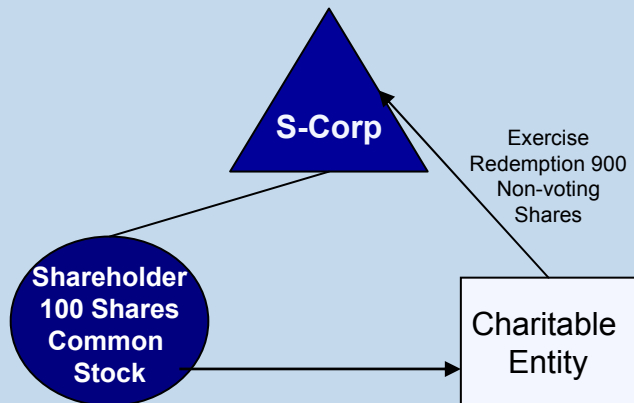 S-Corp
Exercise
Redemption 900
Non-voting
Shares
Shareholder
100 Shares
Common
Stock
Charitable
Entity